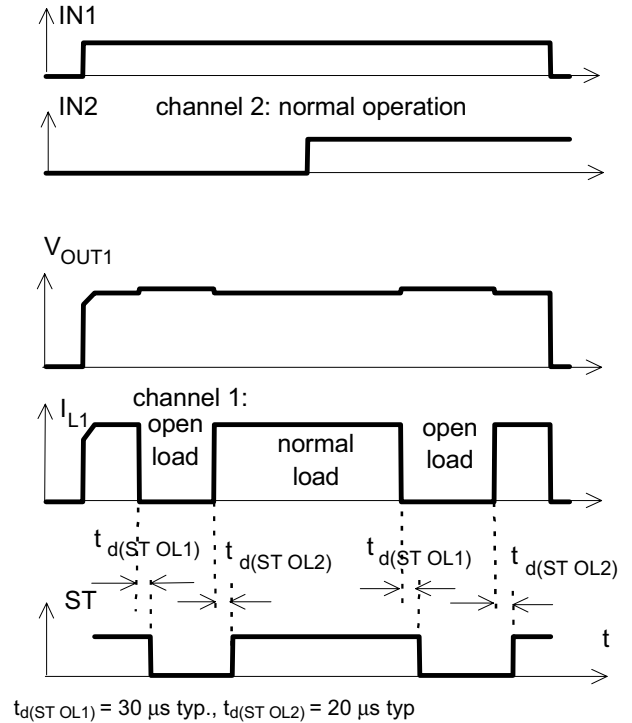 IN1
IN2
channel 2: normal operation
VOUT1
IL1
channel 1:
open
load
normal
load
open
load
td(ST OL1)
td(ST OL2)
td(ST OL1)
td(ST OL2)
ST
t
td(ST OL1) = 30 μs typ., td(ST OL2) = 20 μs typ